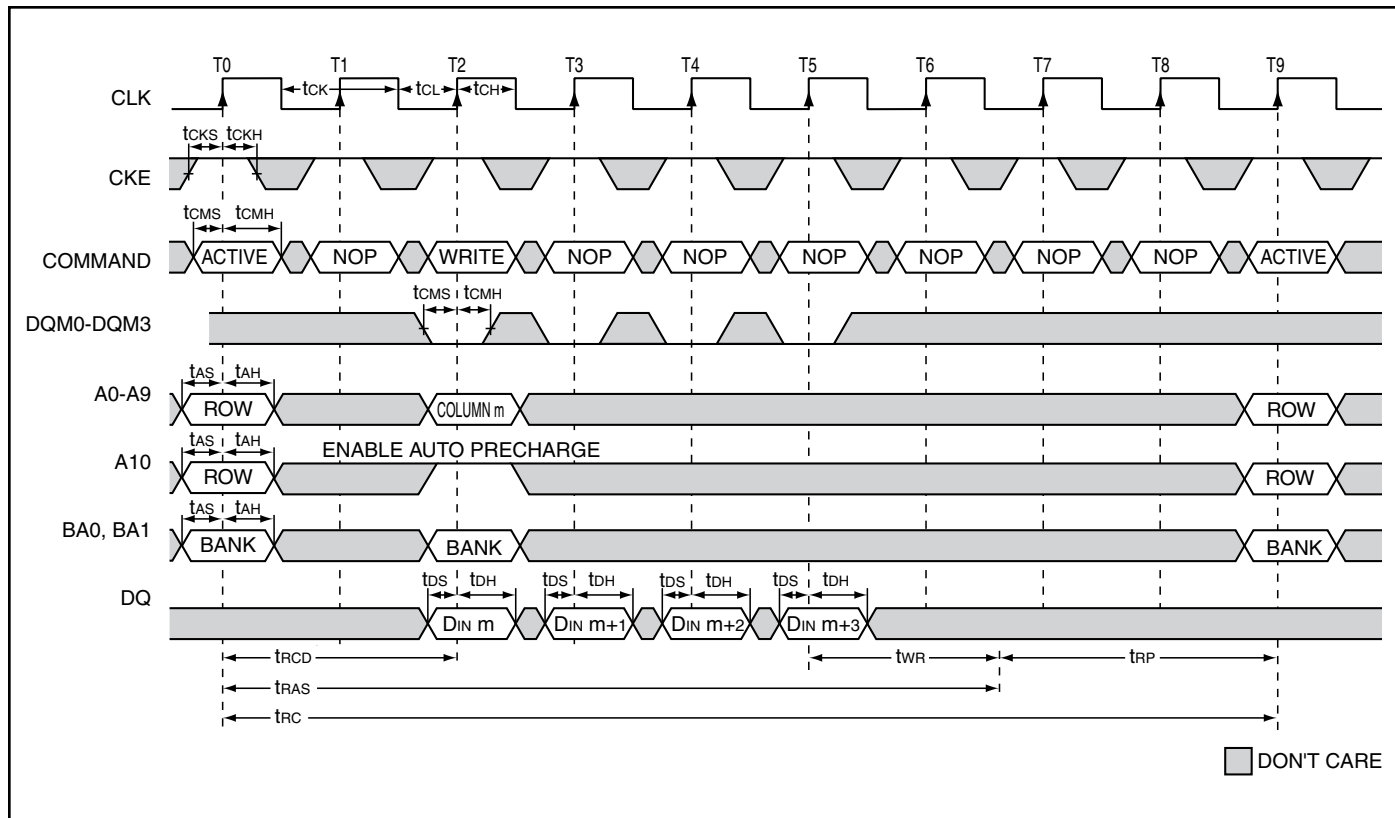 T0 T1 T2 T3 T4 T5 T6 T7 T8 T9
CLK tCK tCL tCH
tCKS tCKH
CKE
tCMS tCMH
COMMAND ACTIVE NOP WRITE NOP NOP NOP NOP NOP NOP ACTIVE
tCMS tCMH
DQM0-DQM3
tAS tAH
A0-A9 ROW COLUMN m ROW
tAS tAH ENABLE AUTO PRECHARGE
A10 ROW ROW
tAS tAH
BA0, BA1 BANK BANK BANK
tDS tDH tDS tDH tDS tDH tDS tDH
DQ DIN m DIN m+1 DIN m+2 DIN m+3
tRCD tWR tRP
tRAS
tRC
DON'T CARE